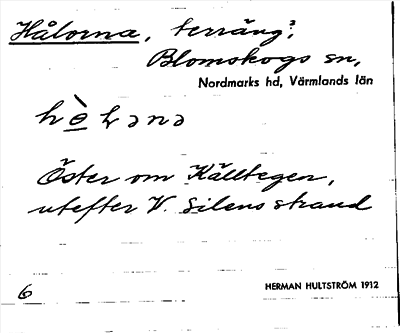 Hålorna, terräng?,
Blomskogs sn,
Nordmarks hd, Värmlands län
Öster om Källtegen,
utefter V. Silens strand
6
HERMAN HULTSTRÖM 1912